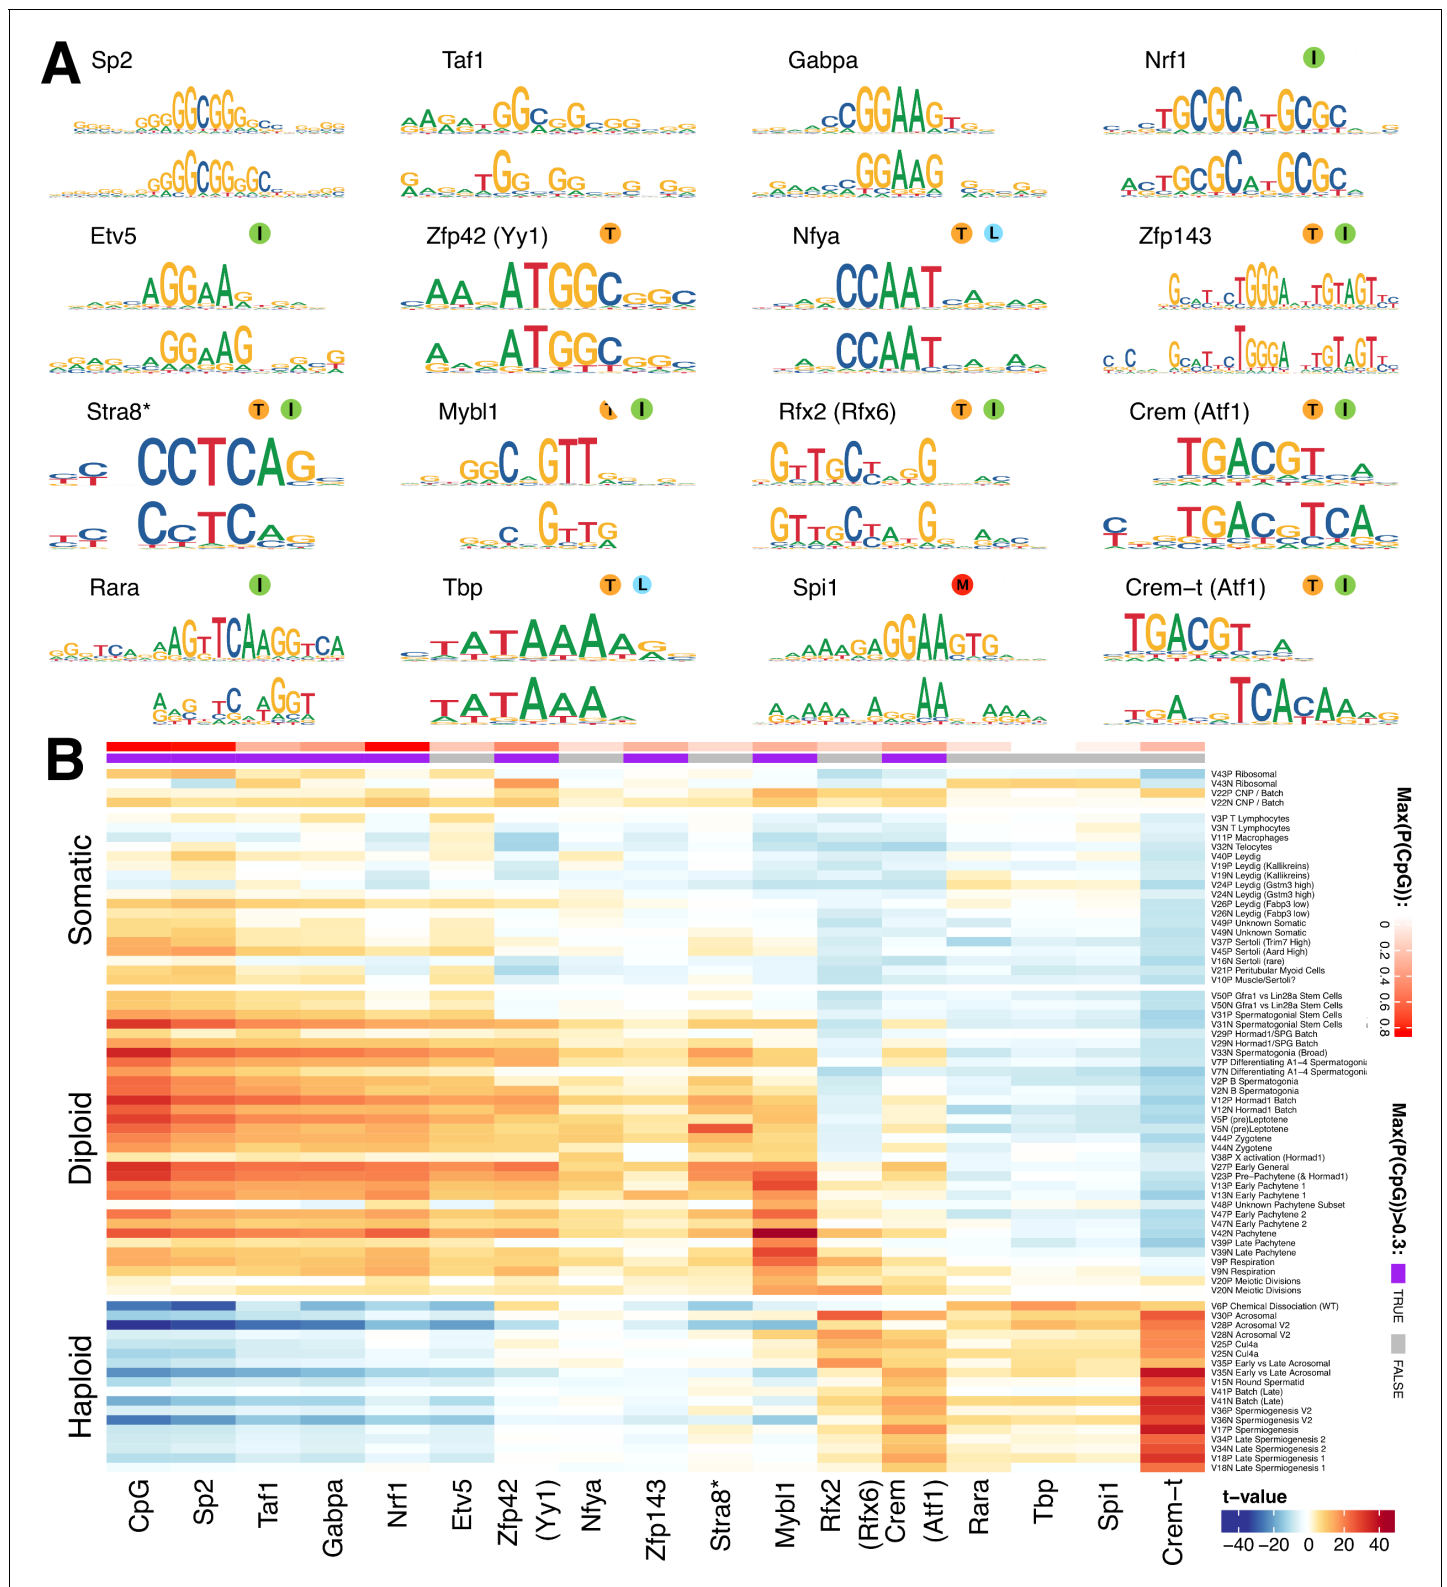 A
Sp2
Taf1
Gabpa
Nrf1
I
Etv5
I
Zfp42 (Yy1)
T
Nfya
T L
Zfp143
T I
Stra8*
T I
Mybl1
T I
Rfx2 (Rfx6)
T I
Crem (Atf1)
T I
Rara
I
Tbp
T L
Spi1
M
Crem−t (Atf1)
T I
B
Somatic
Diploid
Haploid
V43P Ribosomal
V43N Ribosomal
V22P CNP / Batch
V22N CNP / Batch
V3P T Lymphocytes
V3N T Lymphocytes
V11P Macrophages
V32N Telocytes
V40P Leydig
V19P Leydig (Kallikreins)
V19N Leydig (Kallikreins)
V24P Leydig (Gstm3 high)
V24N Leydig (Gstm3 high)
V26P Leydig (Fabp3 low)
V26N Leydig (Fabp3 low)
V49P Unknown Somatic
V49N Unknown Somatic
V37P Sertoli (Trim7 High)
V45P Sertoli (Aard High)
V16N Sertoli (rare)
V21P Peritubular Myoid Cells
V10P Muscle/Sertoli?
V50P Gfra1 vs Lin28a Stem Cells
V50N Gfra1 vs Lin28a Stem Cells
V31P Spermatogonial Stem Cells
V31N Spermatogonial Stem Cells
V29P Hormad1/SPG Batch
V29N Hormad1/SPG Batch
V33N Spermatogonia (Broad)
V7P Differentiating A1−4 Spermatogonia
V7N Differentiating A1−4 Spermatogonia
V2P B Spermatogonia
V2N B Spermatogonia
V12P Hormad1 Batch
V12N Hormad1 Batch
V5P (pre)Leptotene
V5N (pre)Leptotene
V44P Zygotene
V44N Zygotene
V38P X activation (Hormad1)
V27P Early General
V23P Pre−Pachytene (& Hormad1)
V13P Early Pachytene 1
V13N Early Pachytene 1
V48P Unknown Pachytene Subset
V47P Early Pachytene 2
V47N Early Pachytene 2
V42N Pachytene
V39P Late Pachytene
V39N Late Pachytene
V9P Respiration
V9N Respiration
V20P Meiotic Divisions
V20N Meiotic Divisions
V6P Chemical Dissociation (WT)
V30P Acrosomal
V28P Acrosomal V2
V28N Acrosomal V2
V25P Cul4a
V25N Cul4a
V35P Early vs Late Acrosomal
V35N Early vs Late Acrosomal
V15N Round Spermatid
V41P Batch (Late)
V41N Batch (Late)
V36P Spermiogenesis V2
V36N Spermiogenesis V2
V17P Spermiogenesis
V34P Late Spermiogenesis 2
V34N Late Spermiogenesis 2
V18P Late Spermiogenesis 1
V18N Late Spermiogenesis 1
Max(P(CpG)):
0 0.2 0.4 0.6 0.8
Max(P(CpG))>0.3:
TRUE
FALSE
CpG
Sp2
Taf1
Gabpa
Nrf1
Etv5
Zfp42
(Yy1)
Nfya
Zfp143
Stra8*
Mybl1
Rfx2
(Rfx6)
Crem
(Atf1)
Rara
Tbp
Spi1
Crem−t
t−value
−40 −20 0 20 40